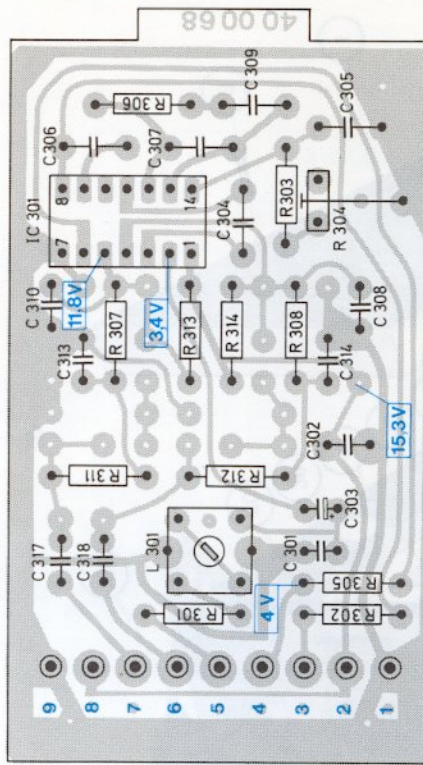 40 00 68
C 309
R 306
C 305
C 306
C 307
IC 301
8
14
7
1
C 304
R 303
R 304
C 310
11,8V
3,4V
C 313
R 307
R 313
R 314
R 308
C 308
C 314
15,3V
C 302
R 311
R 312
C 317
C 318
L 301
C 301
C 303
+
4 V
R 301
R 305
R 302
9
8
7
6
5
4
3
2
1